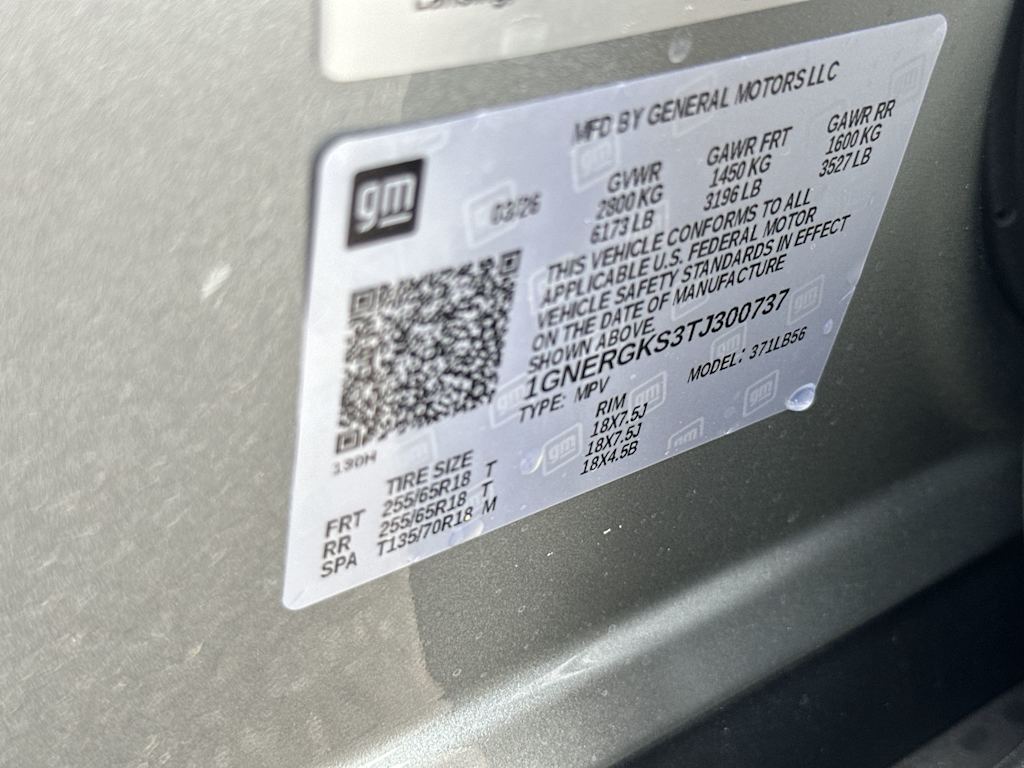 MFD BY GENERAL MOTORS LLC
gm
03/26
GVWR GAWR FRT GAWR RR
2800 KG 1450 KG 1600 KG
6173 LB 3196 LB 3527 LB
THIS VEHICLE CONFORMS TO ALL
APPLICABLE U.S. FEDERAL MOTOR
VEHICLE SAFETY STANDARDS IN EFFECT
ON THE DATE OF MANUFACTURE
SHOWN ABOVE.
1GNERGKS3TJ300737
TYPE: MPV MODEL: 371LB56
130H
TIRE SIZE RIM
FRT 255/65R18 T 18X7.5J
RR 255/65R18 T 18X7.5J
SPA T135/70R18 M 18X4.5B